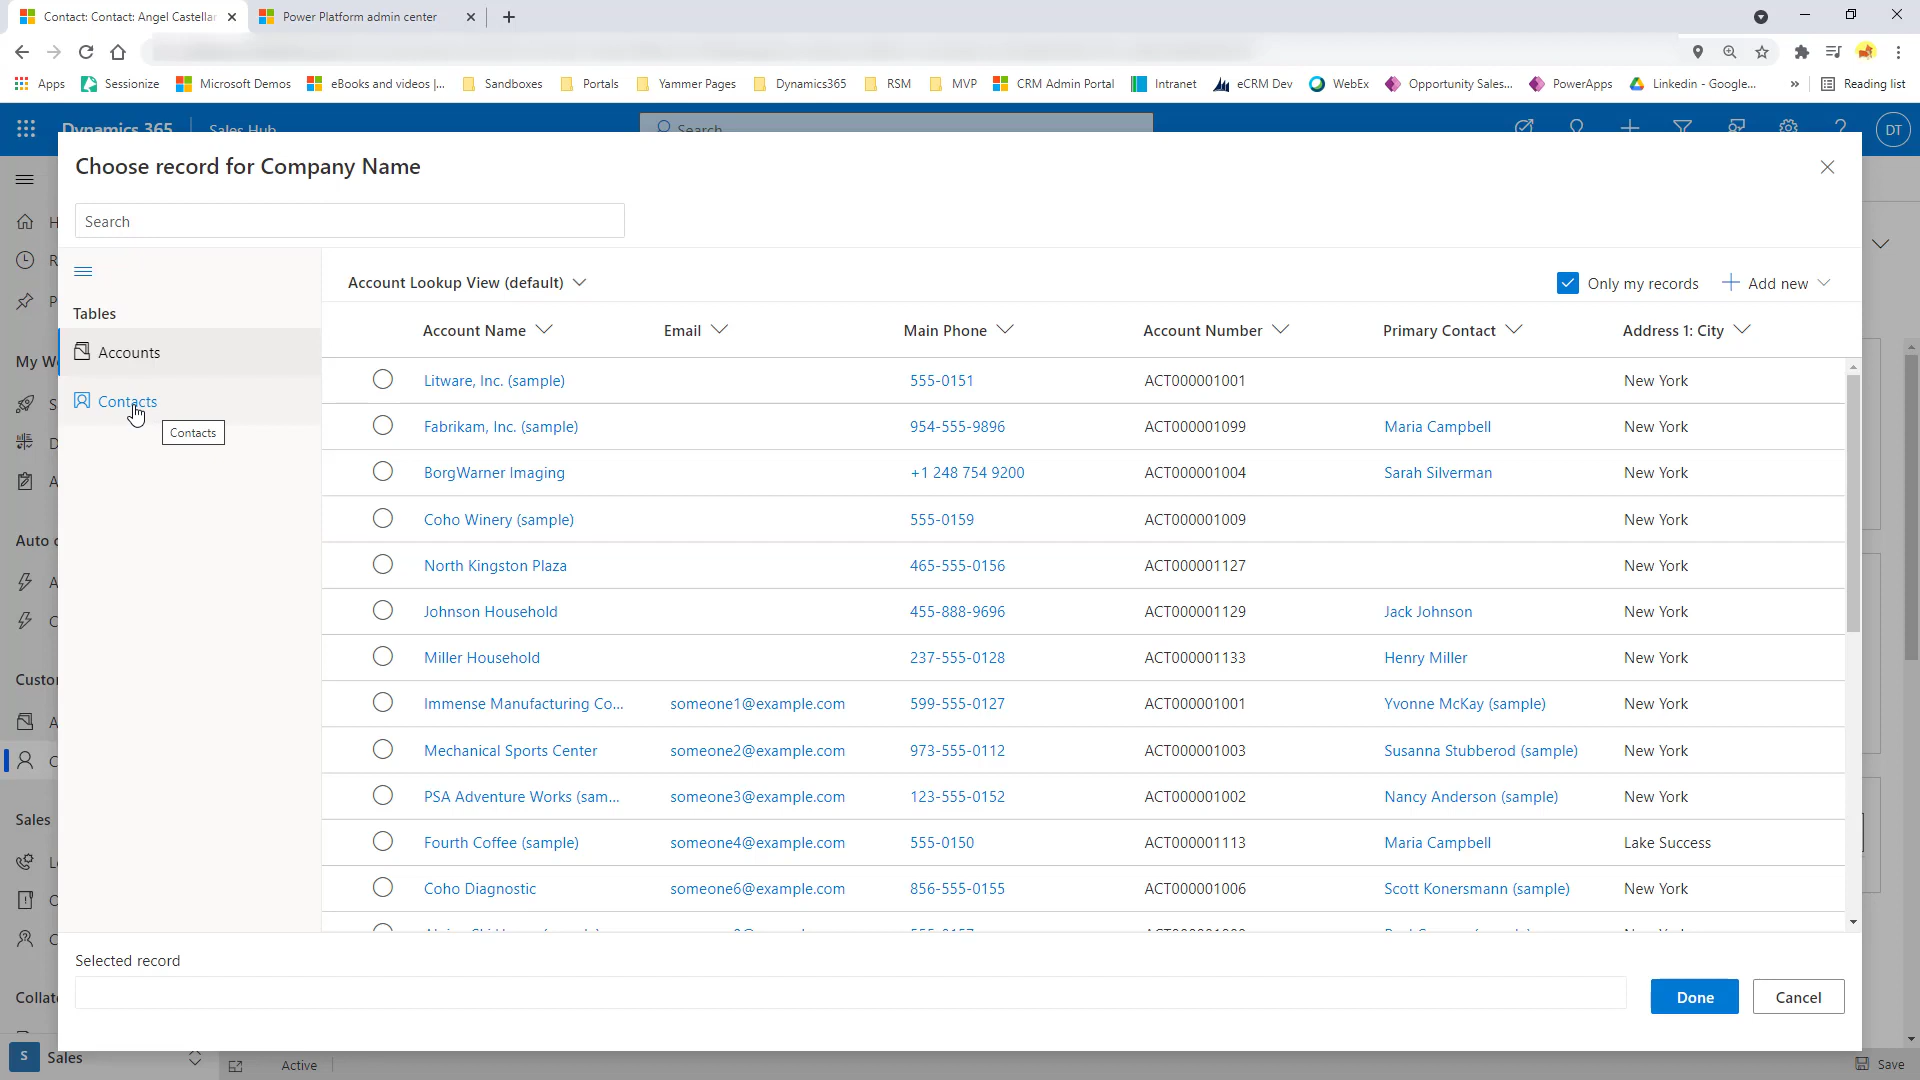 Contact: Contact: Angel Castellar
Power Platform admin center
Apps
Sessionize
Microsoft Demos
eBooks and videos |...
Sandboxes
Portals
Yammer Pages
Dynamics365
RSM
MVP
CRM Admin Portal
Intranet
eCRM Dev
WebEx
Opportunity Sales...
PowerApps
Linkedin - Google...
»
Reading list
Dynamics 365
Sales Hub
Search
DT
Choose record for Company Name
Search
Tables
Accounts
Contacts
Contacts
Account Lookup View (default)
Only my records
Add new
Account Name Email Main Phone Account Number Primary Contact Address 1: City
Litware, Inc. (sample) 555-0151 ACT000001001 New York
Fabrikam, Inc. (sample) 954-555-9896 ACT000001099 Maria Campbell New York
BorgWarner Imaging +1 248 754 9200 ACT000001004 Sarah Silverman New York
Coho Winery (sample) 555-0159 ACT000001009 New York
North Kingston Plaza 465-555-0156 ACT000001127 New York
Johnson Household 455-888-9696 ACT000001129 Jack Johnson New York
Miller Household 237-555-0128 ACT000001133 Henry Miller New York
Immense Manufacturing Co... someone1@example.com 599-555-0127 ACT000001001 Yvonne McKay (sample) New York
Mechanical Sports Center someone2@example.com 973-555-0112 ACT000001003 Susanna Stubberod (sample) New York
PSA Adventure Works (sam... someone3@example.com 123-555-0152 ACT000001002 Nancy Anderson (sample) New York
Fourth Coffee (sample) someone4@example.com 555-0150 ACT000001113 Maria Campbell Lake Success
Coho Diagnostic someone6@example.com 856-555-0155 ACT000001006 Scott Konersmann (sample) New York
Selected record
Done
Cancel
My W
Auto
Custo
Sales
Collat
S Sales
Active
Save